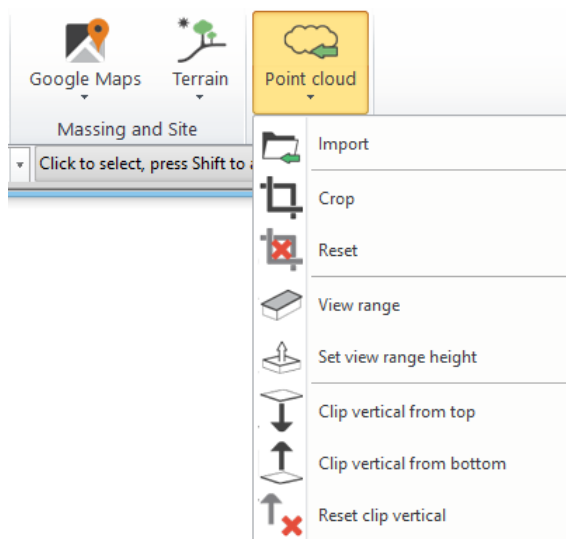 Google Maps
Terrain
Point cloud
Massing and Site
Click to select, press Shift to
Import
Crop
Reset
View range
Set view range height
Clip vertical from top
Clip vertical from bottom
Reset clip vertical